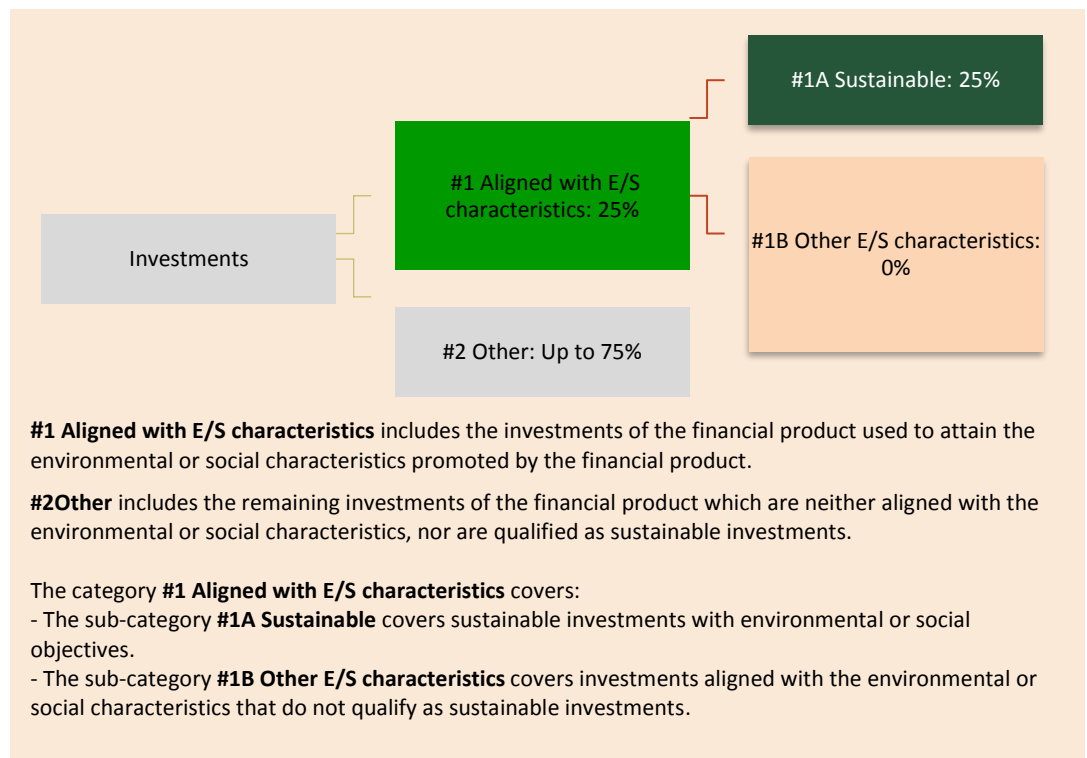 #1A Sustainable: 25%
#1 Aligned with E/S
characteristics: 25%
#1B Other E/S characteristics:
0%
Investments
#2 Other: Up to 75%
#1 Aligned with E/S characteristics includes the investments of the financial product used to attain the
environmental or social characteristics promoted by the financial product.
#2Other includes the remaining investments of the financial product which are neither aligned with the
environmental or social characteristics, nor are qualified as sustainable investments.
The category #1 Aligned with E/S characteristics covers:
- The sub-category #1A Sustainable covers sustainable investments with environmental or social
objectives.
- The sub-category #1B Other E/S characteristics covers investments aligned with the environmental or
social characteristics that do not qualify as sustainable investments.